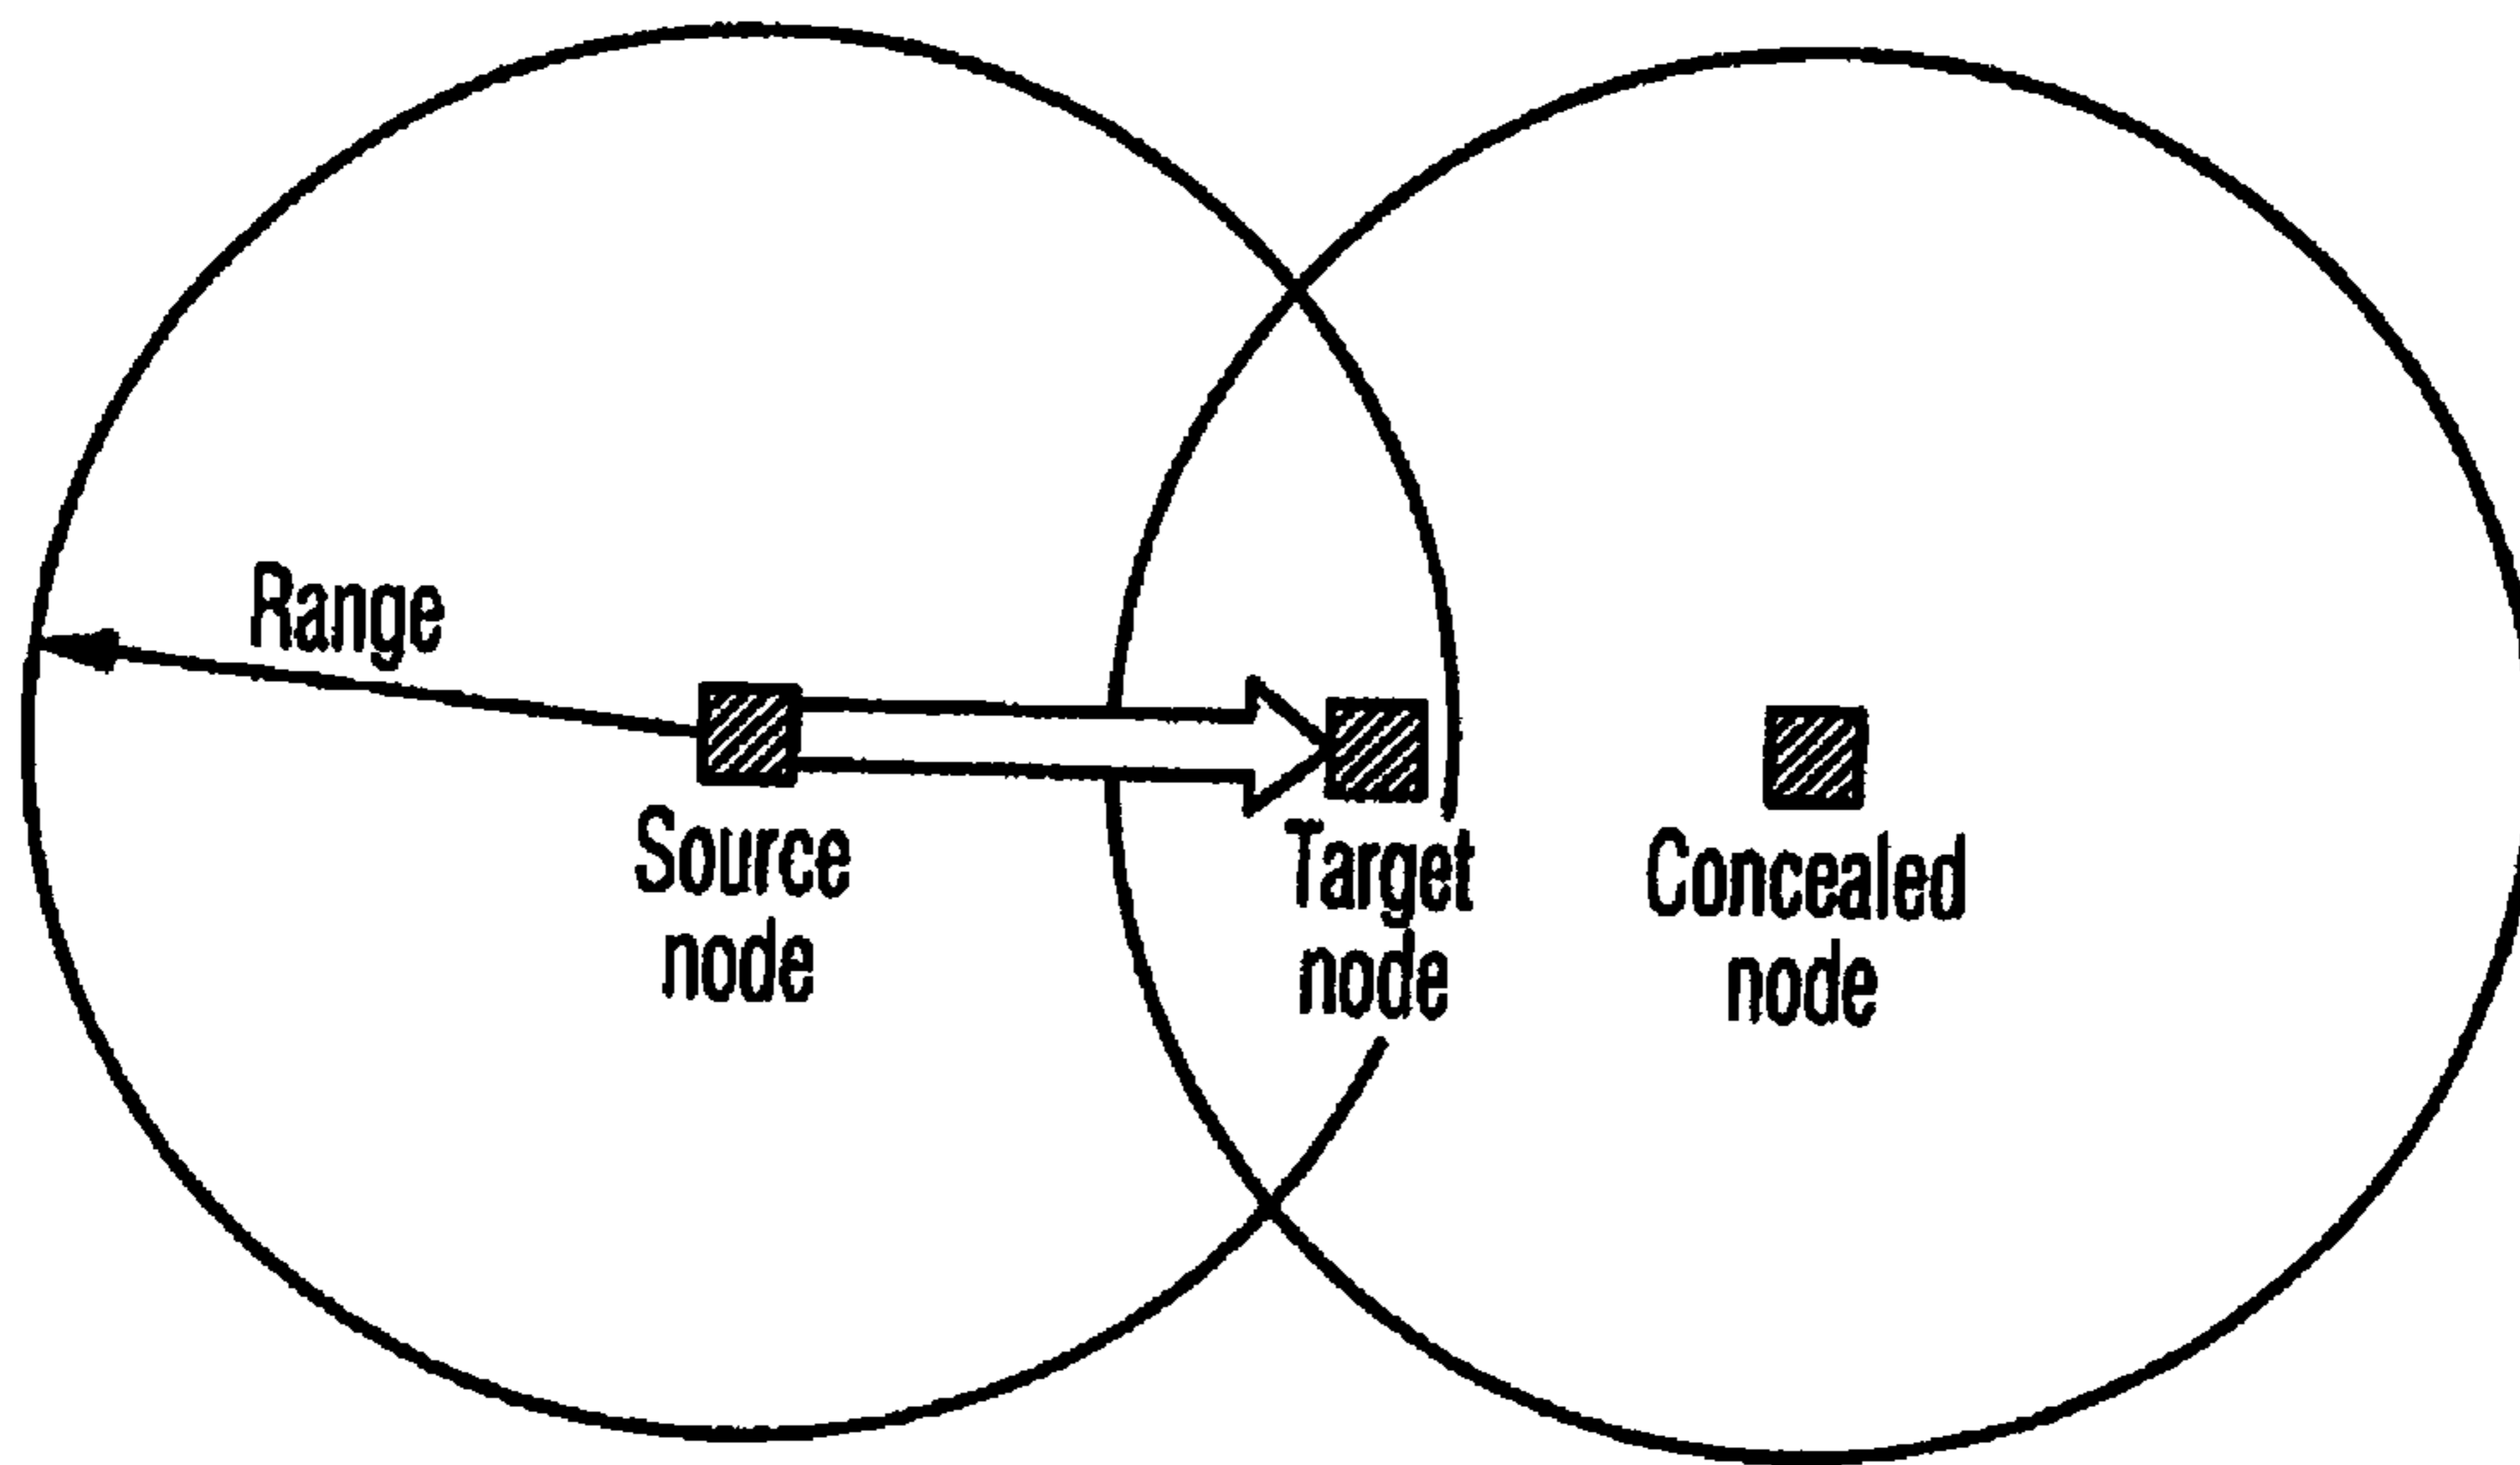 Range
Source
node
Target
node
Concealed
node